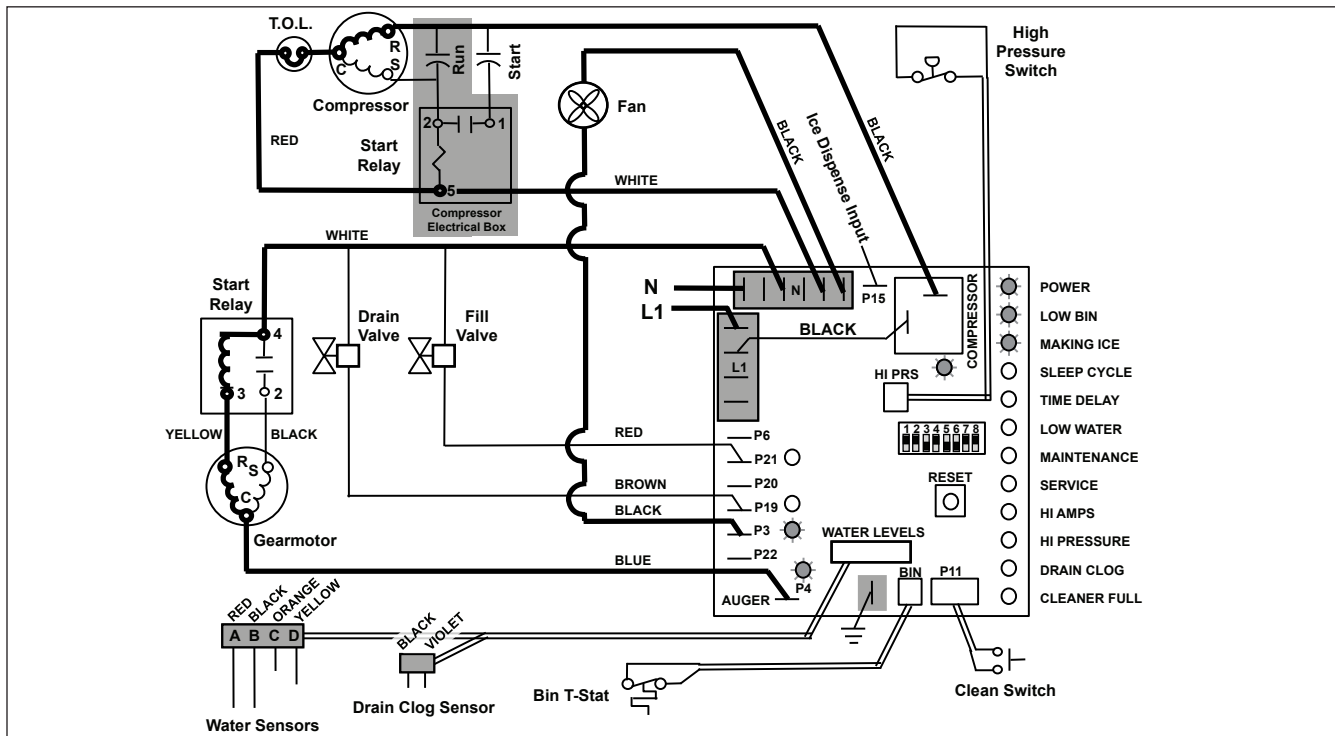 T.O.L.
R
S
C
Compressor
Run
Start
2
1
Start
Relay
5
Compressor
Electrical Box
RED
WHITE
Fan
BLACK
BLACK
Ice Dispense Input
High
Pressure
Switch
WHITE
Start
Relay
4
3
2
YELLOW
BLACK
R
S
C
Gearmotor
Drain
Valve
Fill
Valve
N
L1
N
L1
BLACK
P15
COMPRESSOR
HI PRS
1 2 3 4 5 6 7 8
RESET
POWER
LOW BIN
MAKING ICE
SLEEP CYCLE
TIME DELAY
LOW WATER
MAINTENANCE
SERVICE
HI AMPS
HI PRESSURE
DRAIN CLOG
CLEANER FULL
RED
BROWN
BLACK
BLUE
P6
P21
P20
P19
P3
P22
P4
AUGER
WATER LEVELS
BIN
P11
RED
BLACK
ORANGE
YELLOW
A B C D
Water Sensors
BLACK
VIOLET
Drain Clog Sensor
Bin T-Stat
Clean Switch